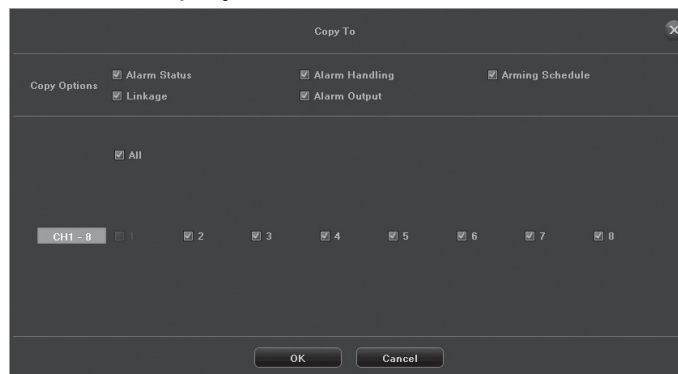 Copy To
Copy Options
Alarm Status
Alarm Handling
Arming Schedule
Linkage
Alarm Output
All
CH1 - 8 1 2 3 4 5 6 7 8
OK Cancel